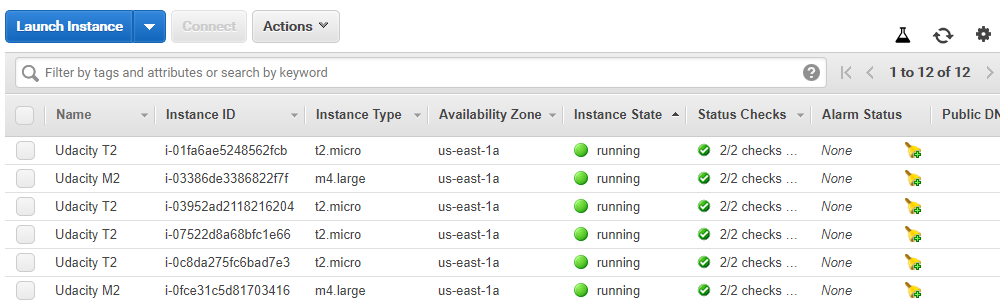 Launch Instance Connect Actions
Filter by tags and attributes or search by keyword ? 1 to 12 of 12
Name Instance ID Instance Type Availability Zone Instance State Status Checks Alarm Status Public DN
Udacity T2 i-01fa6ae5248562fcb t2.micro us-east-1a running 2/2 checks ... None
Udacity M2 i-03386de3386822f7f m4.large us-east-1a running 2/2 checks ... None
Udacity T2 i-03952ad2118216204 t2.micro us-east-1a running 2/2 checks ... None
Udacity T2 i-07522d8a68bfc1e66 t2.micro us-east-1a running 2/2 checks ... None
Udacity T2 i-0c8da275fc6bad7e3 t2.micro us-east-1a running 2/2 checks ... None
Udacity M2 i-0fce31c5d81703416 m4.large us-east-1a running 2/2 checks ... None